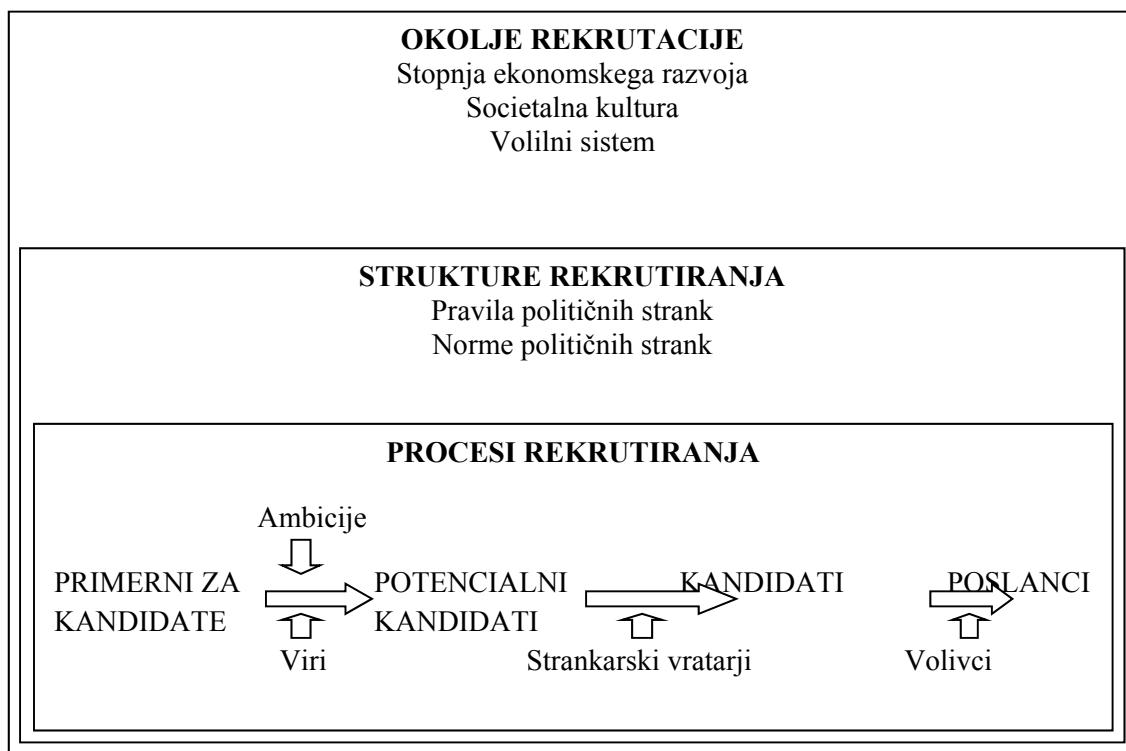 OKOLJE REKRUTACIJE
Stopnja ekonomskega razvoja
Societalna kultura
Volilni sistem
STRUKTURE REKRUTIRANJA
Pravila političnih strank
Norme političnih strank
PROCESI REKRUTIRANJA
Ambicije
PRIMERNI ZA KANDIDATE
POTENCIALNI KANDIDATI
KANDIDATI
POSLANCI
Viri
Strankarski vratarji
Volivci